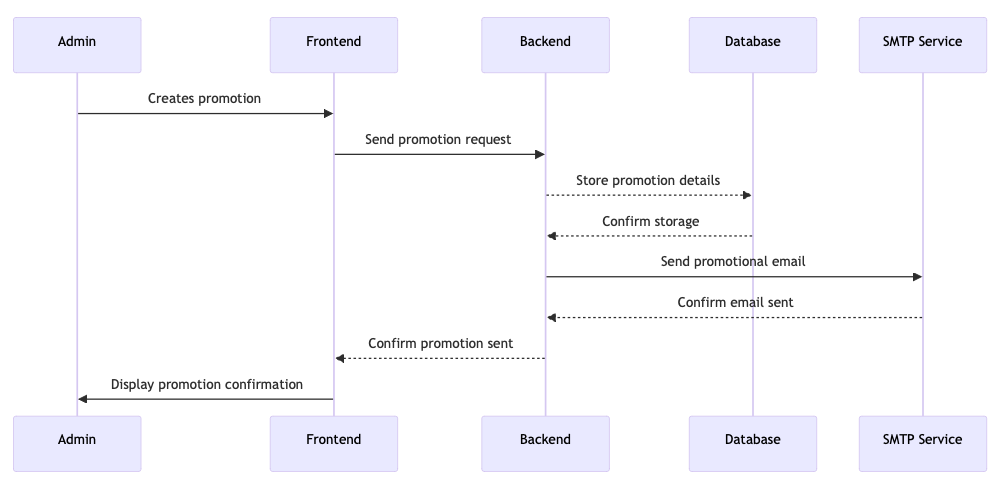 Admin
Frontend
Backend
Database
SMTP Service
Creates promotion
Send promotion request
Store promotion details
Confirm storage
Send promotional email
Confirm email sent
Confirm promotion sent
Display promotion confirmation
Admin
Frontend
Backend
Database
SMTP Service